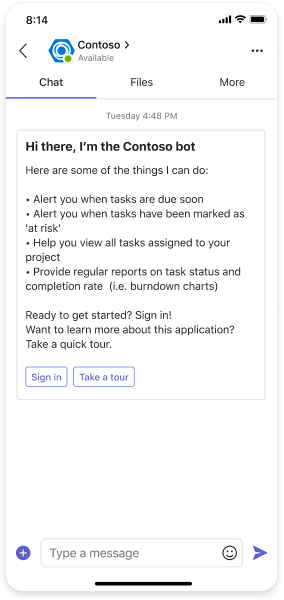 8:14
Contoso
Available
Chat Files More
Tuesday 4:48 PM
Hi there, I’m the Contoso bot
Here are some of the things I can do:
• Alert you when tasks are due soon
• Alert you when tasks have been marked as
'at risk'
• Help you view all tasks assigned to your
project
• Provide regular reports on task status and
completion rate (i.e. burndown charts)
Ready to get started? Sign in!
Want to learn more about this application?
Take a quick tour.
Sign in Take a tour
Type a message